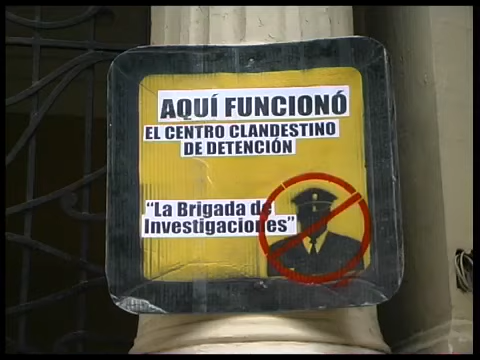 AQUÍ FUNCIONÓ
EL CENTRO CLANDESTINO
DE DETENCIÓN
“La Brigada de
Investigaciones”